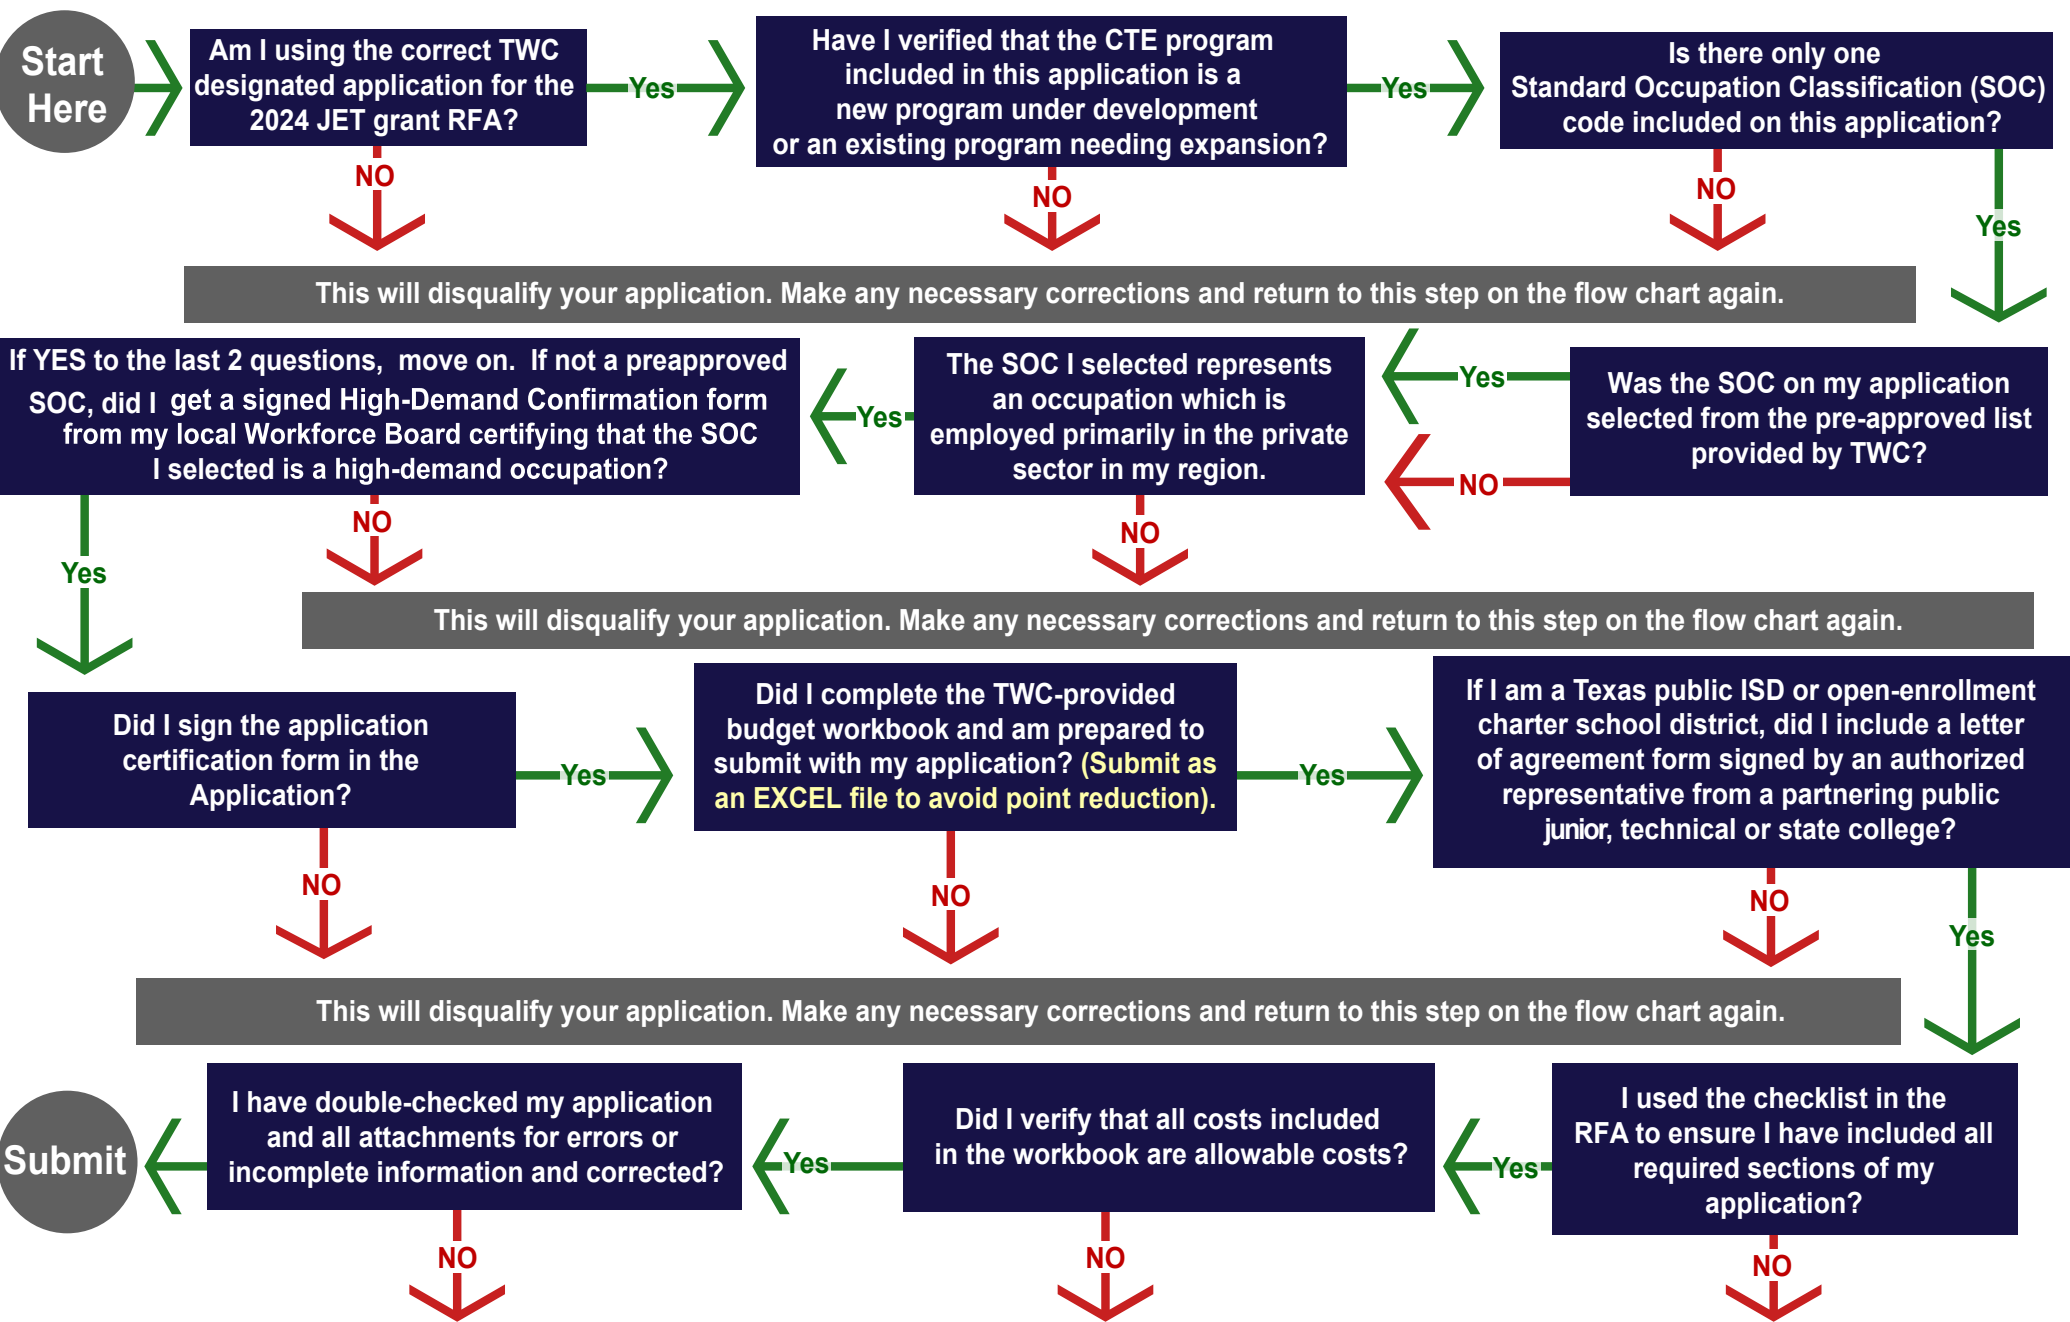 Start
Here
Am I using the correct TWC
designated application for the
2024 JET grant RFA?
Yes
Have I verified that the CTE program
included in this application is a
new program under development
or an existing program needing expansion?
Yes
Is there only one
Standard Occupation Classification (SOC)
code included on this application?
NO
NO
NO
Yes
This will disqualify your application. Make any necessary corrections and return to this step on the flow chart again.
Was the SOC on my application
selected from the pre-approved list
provided by TWC?
Yes
NO
The SOC I selected represents
an occupation which is
employed primarily in the private
sector in my region.
Yes
If YES to the last 2 questions, move on. If not a preapproved
SOC, did I get a signed High-Demand Confirmation form
from my local Workforce Board certifying that the SOC
I selected is a high-demand occupation?
Yes
NO
NO
This will disqualify your application. Make any necessary corrections and return to this step on the flow chart again.
Did I sign the application
certification form in the
Application?
Yes
Did I complete the TWC-provided
budget workbook and am prepared to
submit with my application? (Submit as
an EXCEL file to avoid point reduction).
Yes
If I am a Texas public ISD or open-enrollment
charter school district, did I include a letter
of agreement form signed by an authorized
representative from a partnering public
junior, technical or state college?
NO
NO
NO
Yes
This will disqualify your application. Make any necessary corrections and return to this step on the flow chart again.
I used the checklist in the
RFA to ensure I have included all
required sections of my
application?
Yes
Did I verify that all costs included
in the workbook are allowable costs?
Yes
I have double-checked my application
and all attachments for errors or
incomplete information and corrected?
Submit
NO
NO
NO